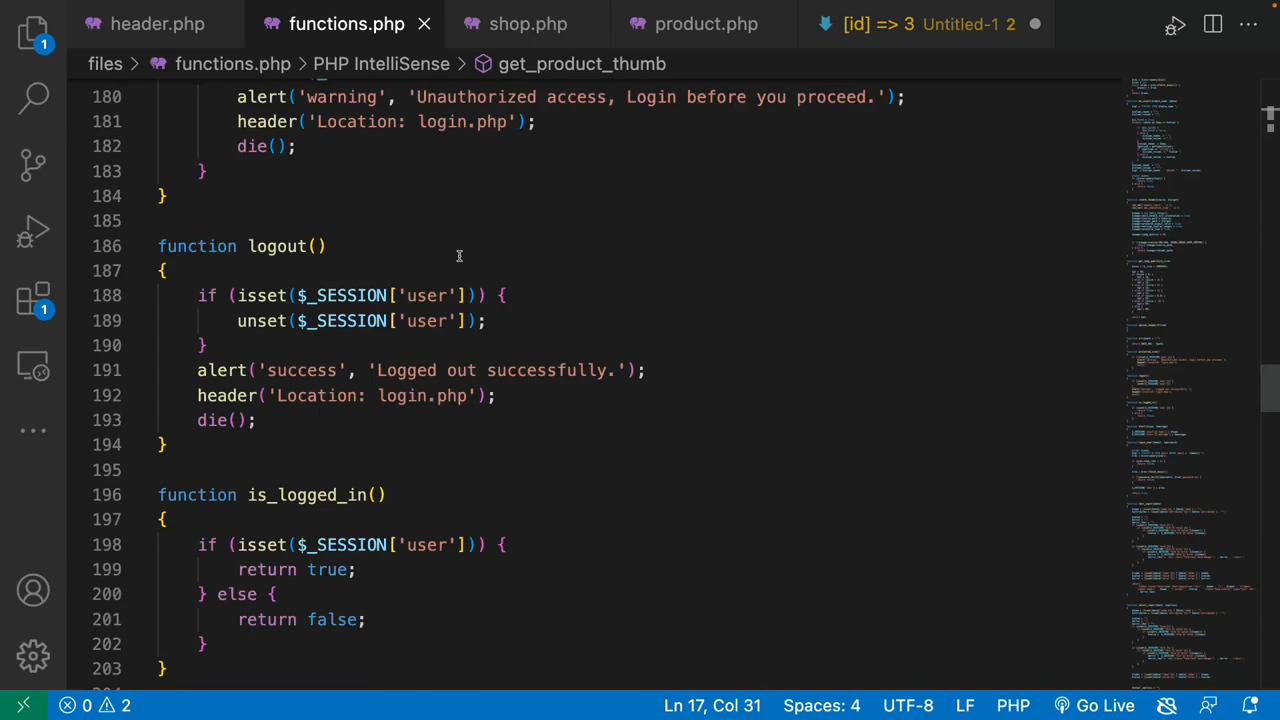 header.php functions.php shop.php product.php [id] => 3 Untitled-1 2
files > functions.php > PHP IntelliSense > get_product_thumb
180 alert('warning', 'Unauthorized access, Login before you proceed.');
181 header('Location: login.php');
182 die();
183 }
184 }
185
186 function logout()
187 {
188 if (isset($_SESSION['user'])) {
189 unset($_SESSION['user']);
190 }
191 alert('success', 'Logged out successfully.');
192 header('Location: login.php');
193 die();
194 }
195
196 function is_logged_in()
197 {
198 if (isset($_SESSION['user'])) {
199 return true;
200 } else {
201 return false;
202 }
203 }
1
1
0 2 Ln 17, Col 31 Spaces: 4 UTF-8 LF PHP Go Live